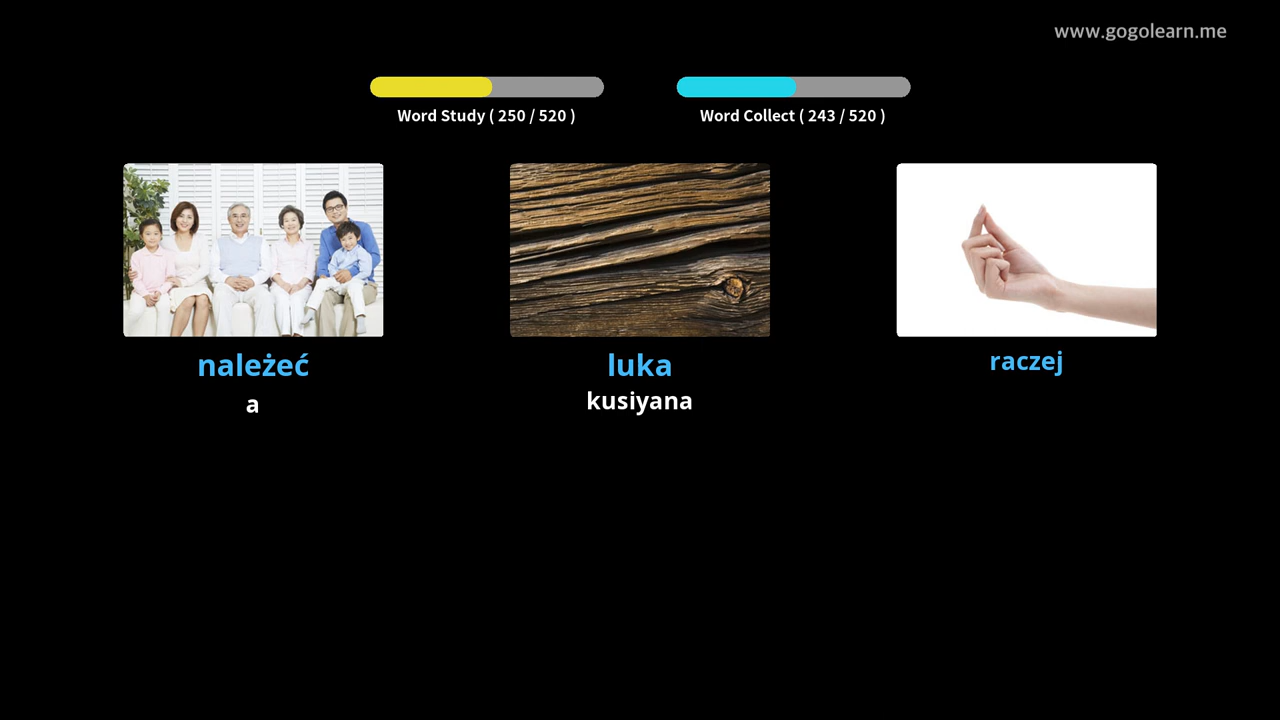 www.gogolearn.me
Word Study ( 250 / 520 )
Word Collect ( 243 / 520 )
należeć
a
luka
kusiyana
raczej